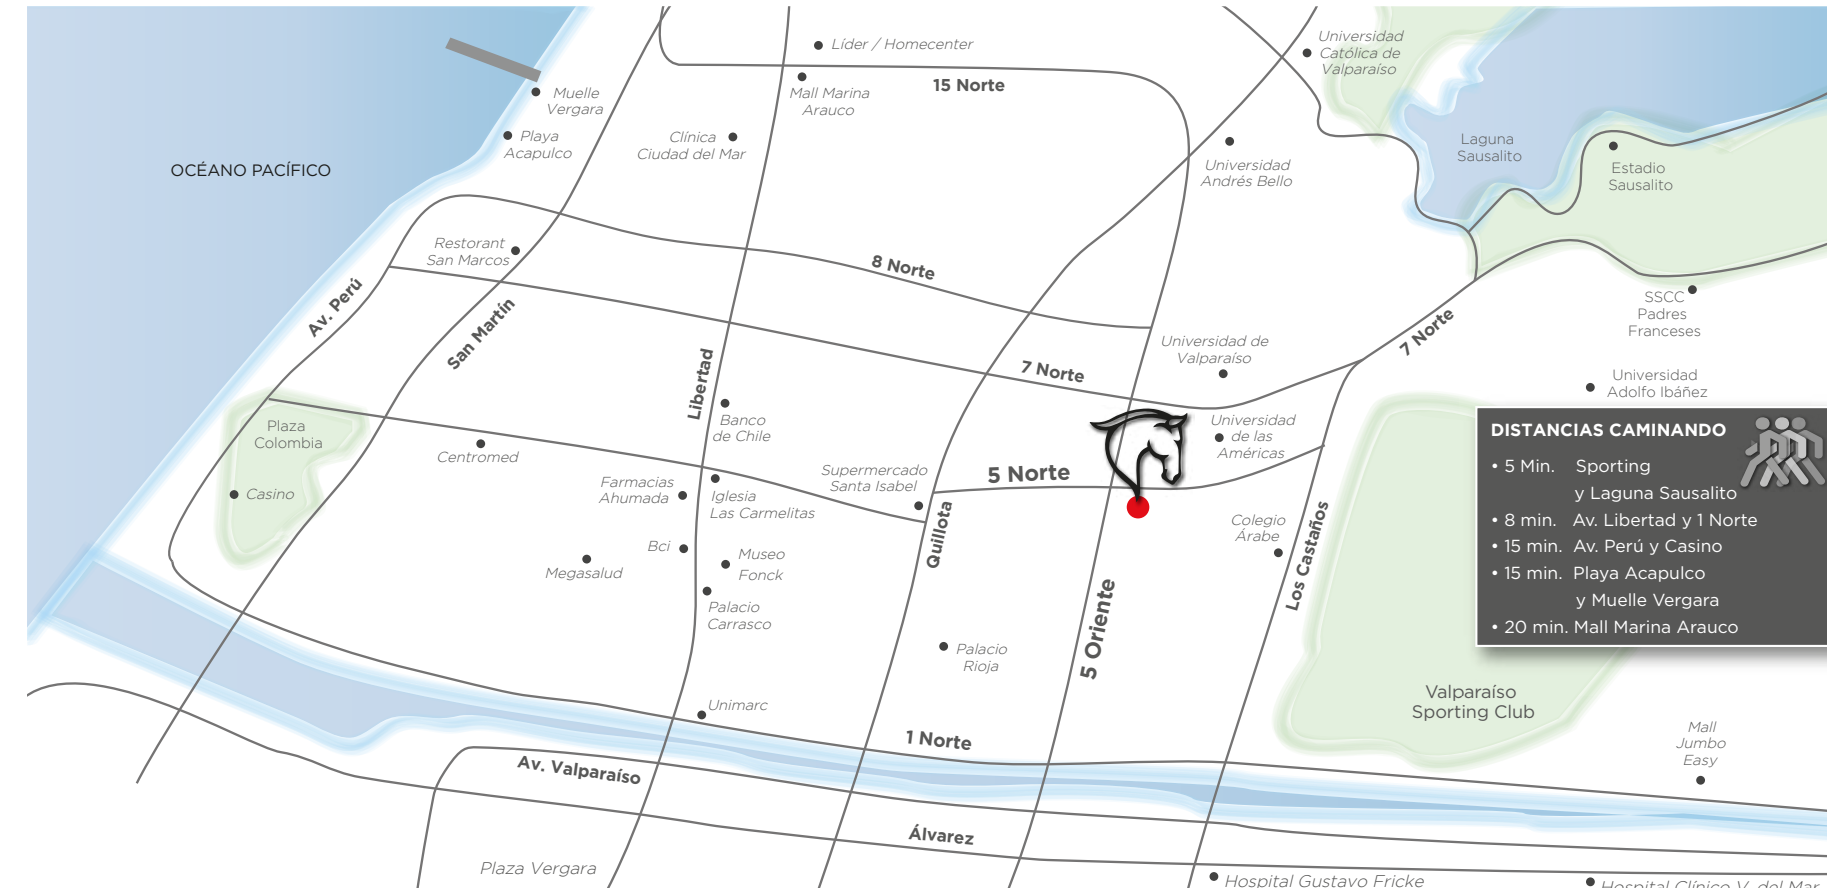 Líder / Homecenter
Universidad
Católica de
Valparaíso
15 Norte
Mall Marina
Arauco
Muelle
Vergara
Playa
Acapulco
Clínica
Ciudad del Mar
Laguna
Sausalito
Universidad
Andrés Bello
Estadio
Sausalito
OCÉANO PACÍFICO
Restorant
San Marcos
8 Norte
Av. Perú
San Martín
SSCC
Padres
Franceses
7 Norte
Universidad de
Valparaíso
7 Norte
Libertad
Universidad
Adolfo Ibáñez
Banco
de Chile
Plaza
Colombia
Universidad
de las
Américas
Centromed
DISTANCIAS CAMINANDO
• 5 Min. Sporting
y Laguna Sausalito
• 8 min. Av. Libertad y 1 Norte
• 15 min. Av. Perú y Casino
• 15 min. Playa Acapulco
y Muelle Vergara
• 20 min. Mall Marina Arauco
Supermercado
Santa Isabel
5 Norte
Farmacias
Ahumada
Iglesia
Las Carmelitas
Casino
Quillota
Colegio
Árabe
Los Castaños
Bci
Museo
Fonck
Megasalud
Palacio
Carrasco
5 Oriente
Palacio
Rioja
Valparaíso
Sporting Club
Unimarc
1 Norte
Mall
Jumbo
Easy
Av. Valparaíso
Álvarez
Plaza Vergara
Hospital Gustavo Fricke
Hospital Clínico V. del Mar